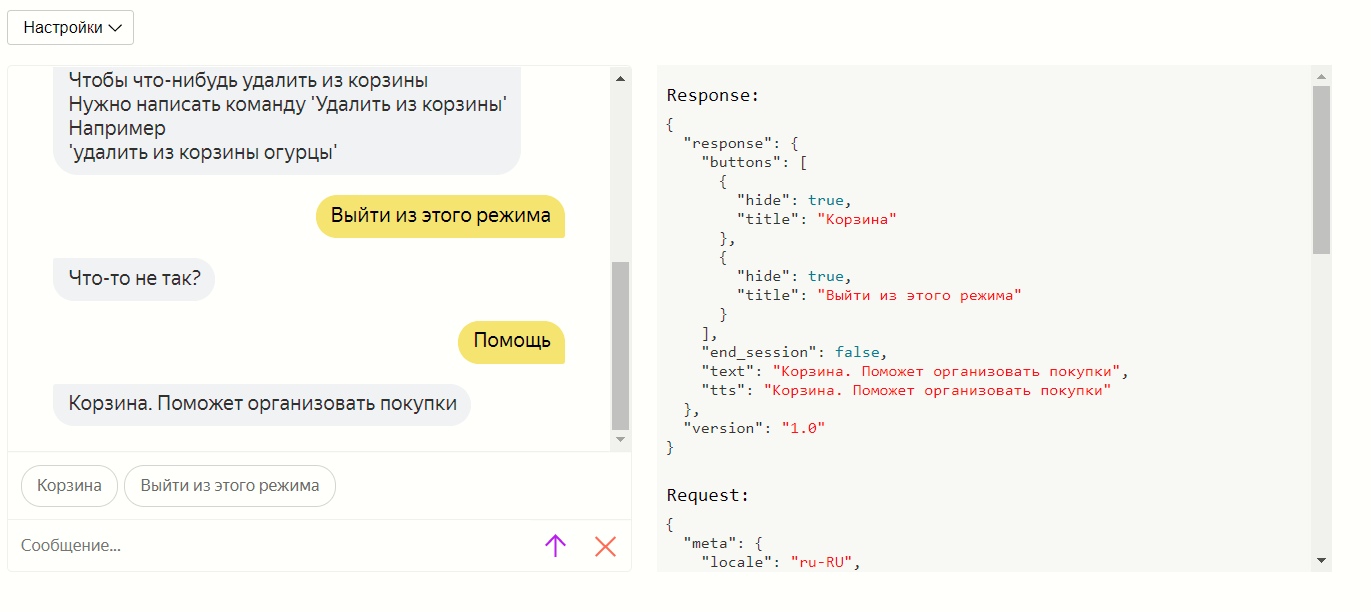 Настройки
Чтобы что-нибудь удалить из корзины
Нужно написать команду 'Удалить из корзины'
Например
'удалить из корзины огурцы'
Выйти из этого режима
Что-то не так?
Помощь
Корзина. Поможет организовать покупки
Корзина
Выйти из этого режима
Сообщение...
Response:
{
"response": {
"buttons": [
{
"hide": true,
"title": "Корзина"
},
{
"hide": true,
"title": "Выйти из этого режима"
}
],
"end_session": false,
"text": "Корзина. Поможет организовать покупки",
"tts": "Корзина. Поможет организовать покупки"
},
"version": "1.0"
}
Request:
{
"meta": {
"locale": "ru-RU",